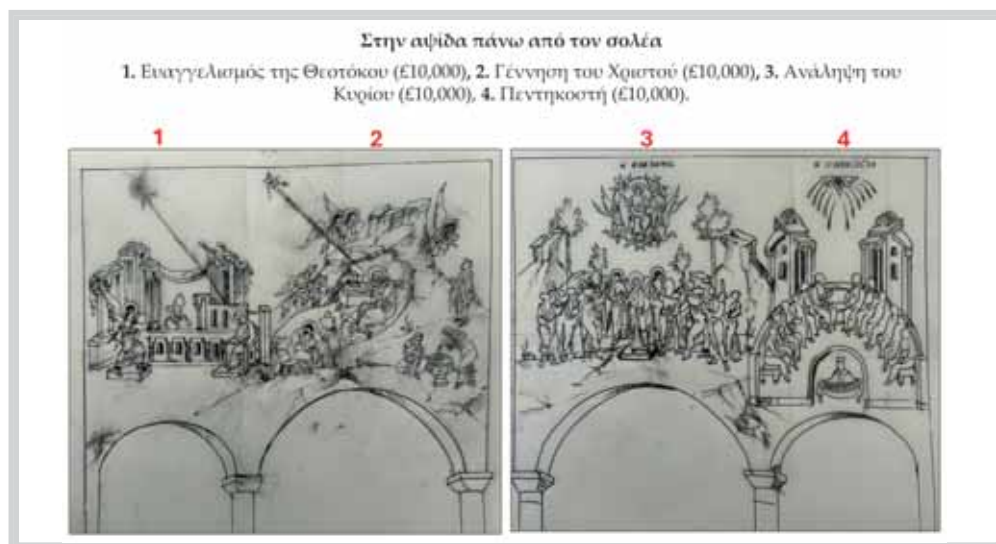 Στην αψίδα πάνω από τον σολέα
1. Ευαγγελισμός της Θεοτόκου (£10,000), 2. Γέννηση του Χριστού (£10,000), 3. Ανάληψη του
Κυρίου (£10,000), 4. Πεντηκοστή (£10,000).
1 2 3 4